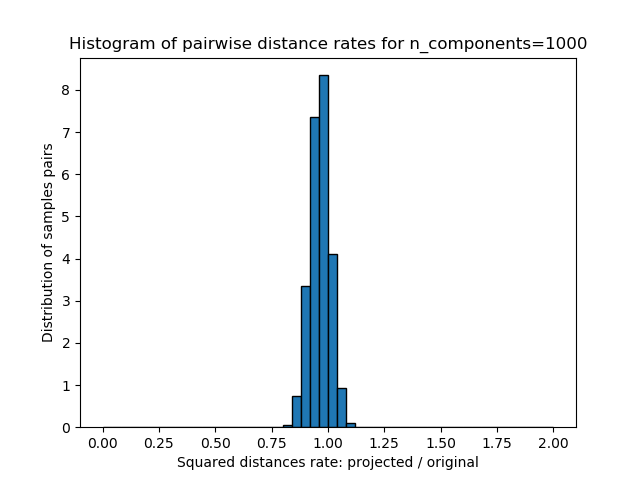 Histogram of pairwise distance rates for n_components=1000
Distribution of samples pairs
8
7
6
5
4
3
2
1
0
0.00 0.25 0.50 0.75 1.00 1.25 1.50 1.75 2.00
Squared distances rate: projected / original